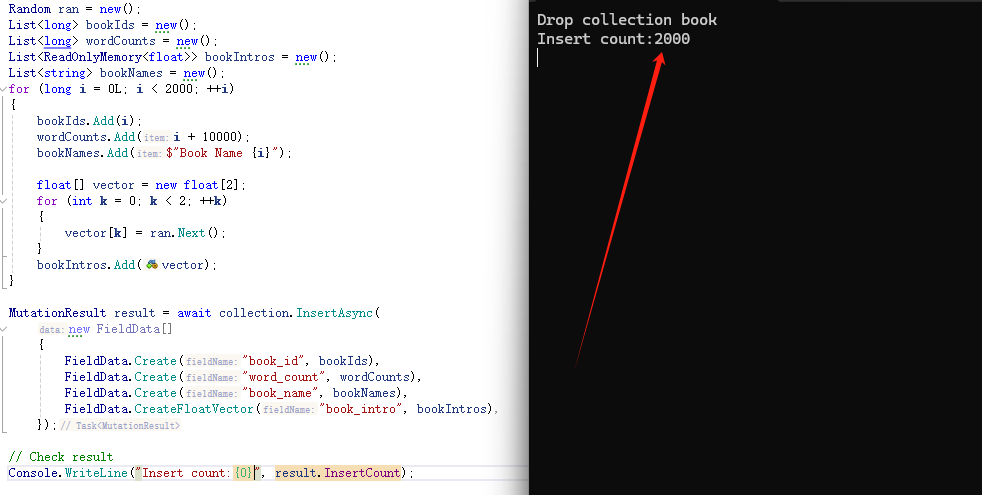 Random ran = new();
List<long> bookIds = new();
List<long> wordCounts = new();
List<ReadOnlyMemory<float>> bookIntros = new();
List<string> bookNames = new();
for (long i = 0L; i < 2000; ++i)
{
bookIds.Add(i);
wordCounts.Add(item: i + 10000);
bookNames.Add(item: $"Book Name {i}");
float[] vector = new float[2];
for (int k = 0; k < 2; ++k)
{
vector[k] = ran.Next();
}
bookIntros.Add(vector);
}
MutationResult result = await collection.InsertAsync(
data: new FieldData[]
{
FieldData.Create(fieldName: "book_id", bookIds),
FieldData.Create(fieldName: "word_count", wordCounts),
FieldData.Create(fieldName: "book_name", bookNames),
FieldData.CreateFloatVector(fieldName: "book_intro", bookIntros),
}); // Task<MutationResult>
// Check result
Console.WriteLine("Insert count:{0}", result.InsertCount);
Drop collection book
Insert count:2000